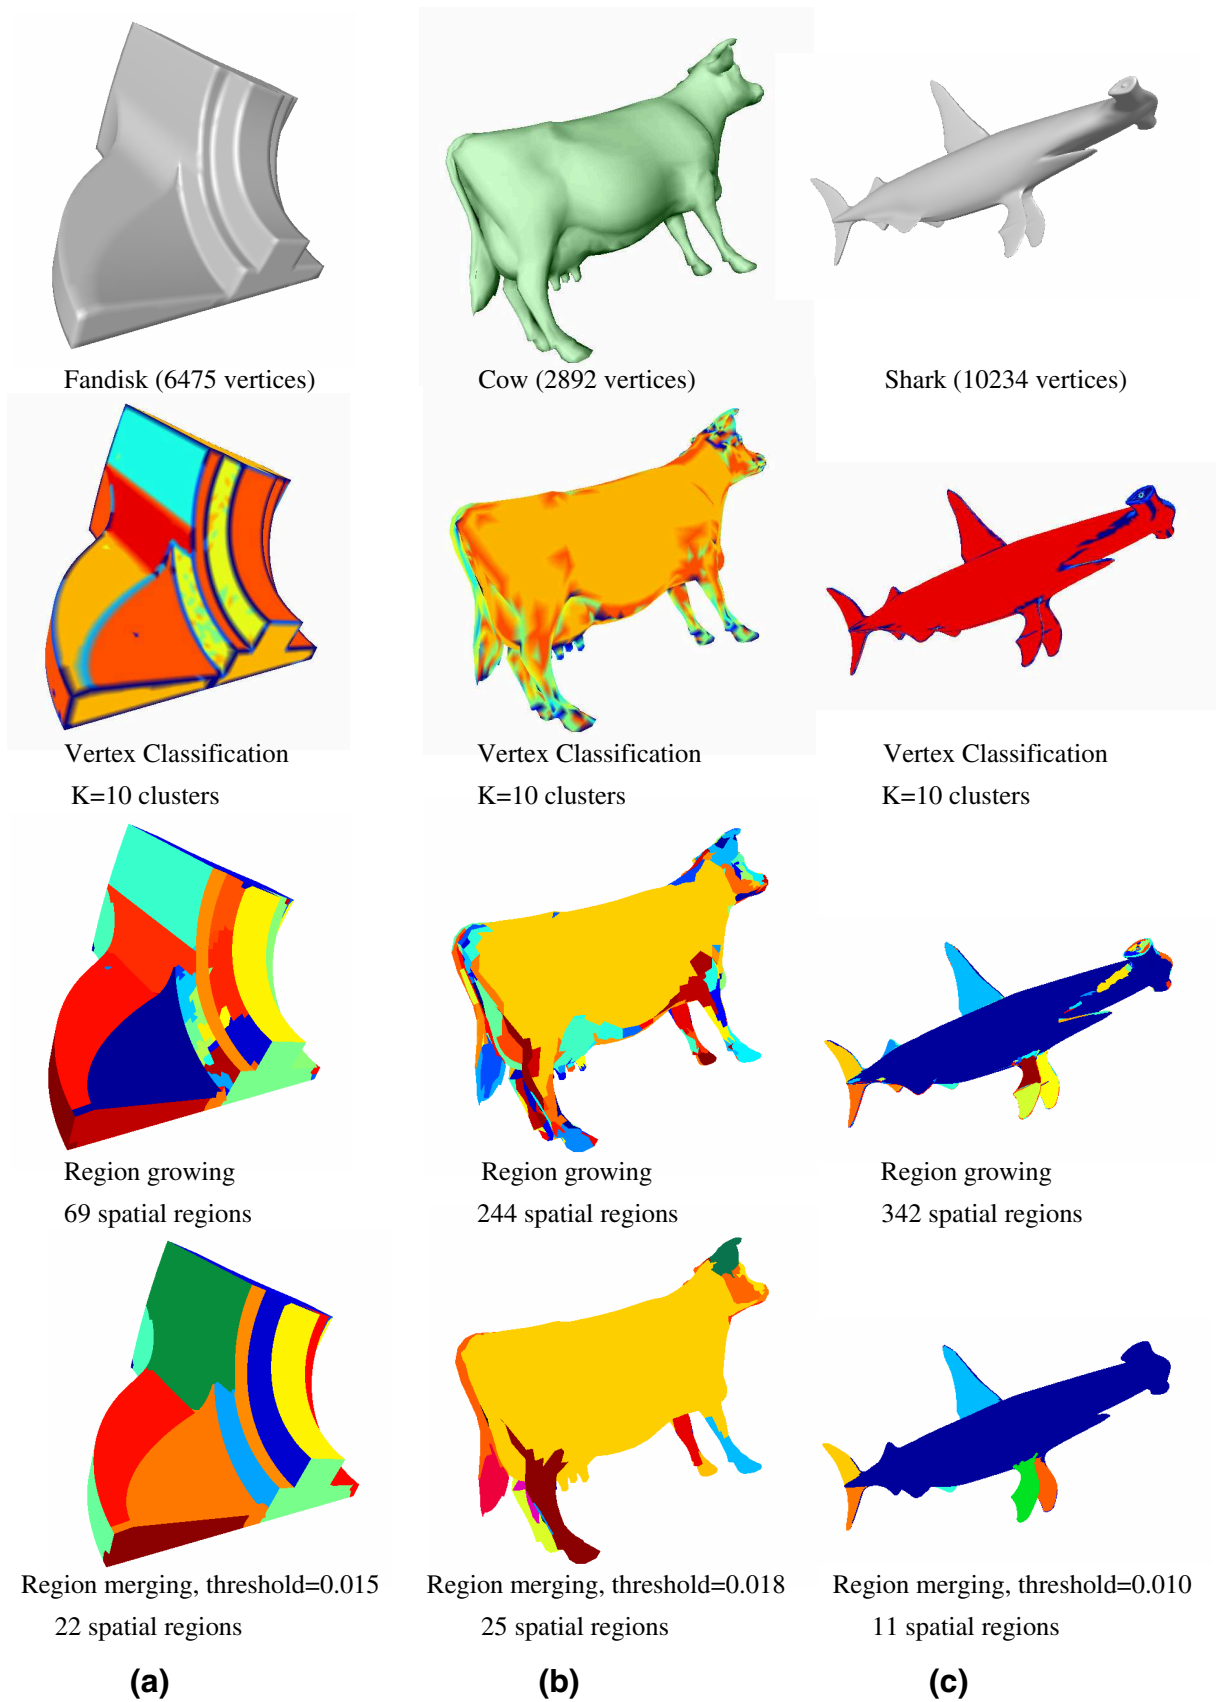 Fandisk (6475 vertices)
Cow (2892 vertices)
Shark (10234 vertices)
Vertex Classification
K=10 clusters
Vertex Classification
K=10 clusters
Vertex Classification
K=10 clusters
Region growing
69 spatial regions
Region growing
244 spatial regions
Region growing
342 spatial regions
Region merging, threshold=0.015
22 spatial regions
Region merging, threshold=0.018
25 spatial regions
Region merging, threshold=0.010
11 spatial regions
(a)
(b)
(c)